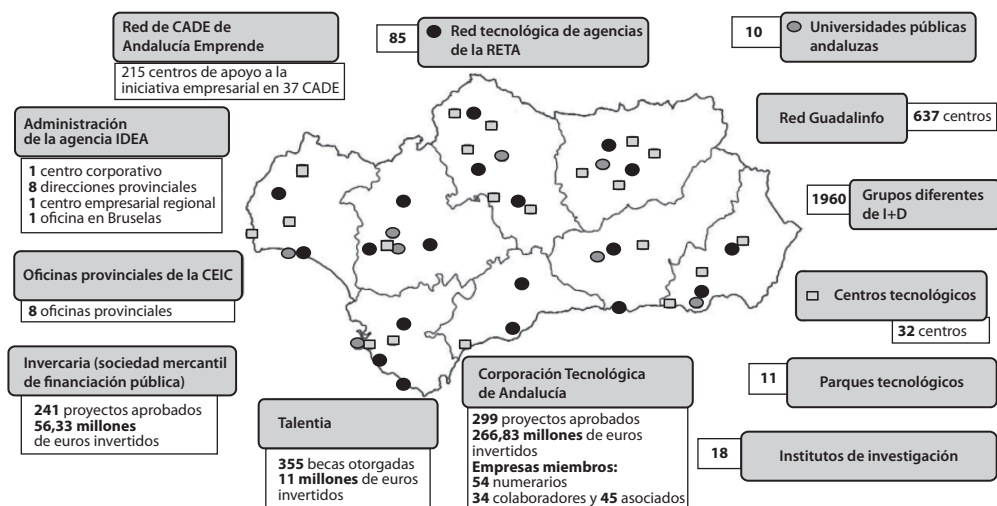 Red de CADE de
Andalucía Emprende
215 centros de apoyo a la
iniciativa empresarial en 37 CADE
85
Red tecnológica de agencias
de la RETA
10
Universidades públicas
andaluzas
Administración
de la agencia IDEA
1 centro corporativo
8 direcciones provinciales
1 centro empresarial regional
1 oficina en Bruselas
Red Guadalinfo
637 centros
1960
Grupos diferentes
de I+D
Oficinas provinciales de la CEIC
8 oficinas provinciales
Centros tecnológicos
32 centros
Invercaria (sociedad mercantil
de financiación pública)
241 proyectos aprobados
56,33 millones
de euros invertidos
Talentia
355 becas otorgadas
11 millones de euros
invertidos
Corporación Tecnológica
de Andalucía
299 proyectos aprobados
266,83 millones de euros
invertidos
Empresas miembros:
54 numerarios
34 colaboradores y 45 asociados
11
Parques tecnológicos
18
Institutos de investigación